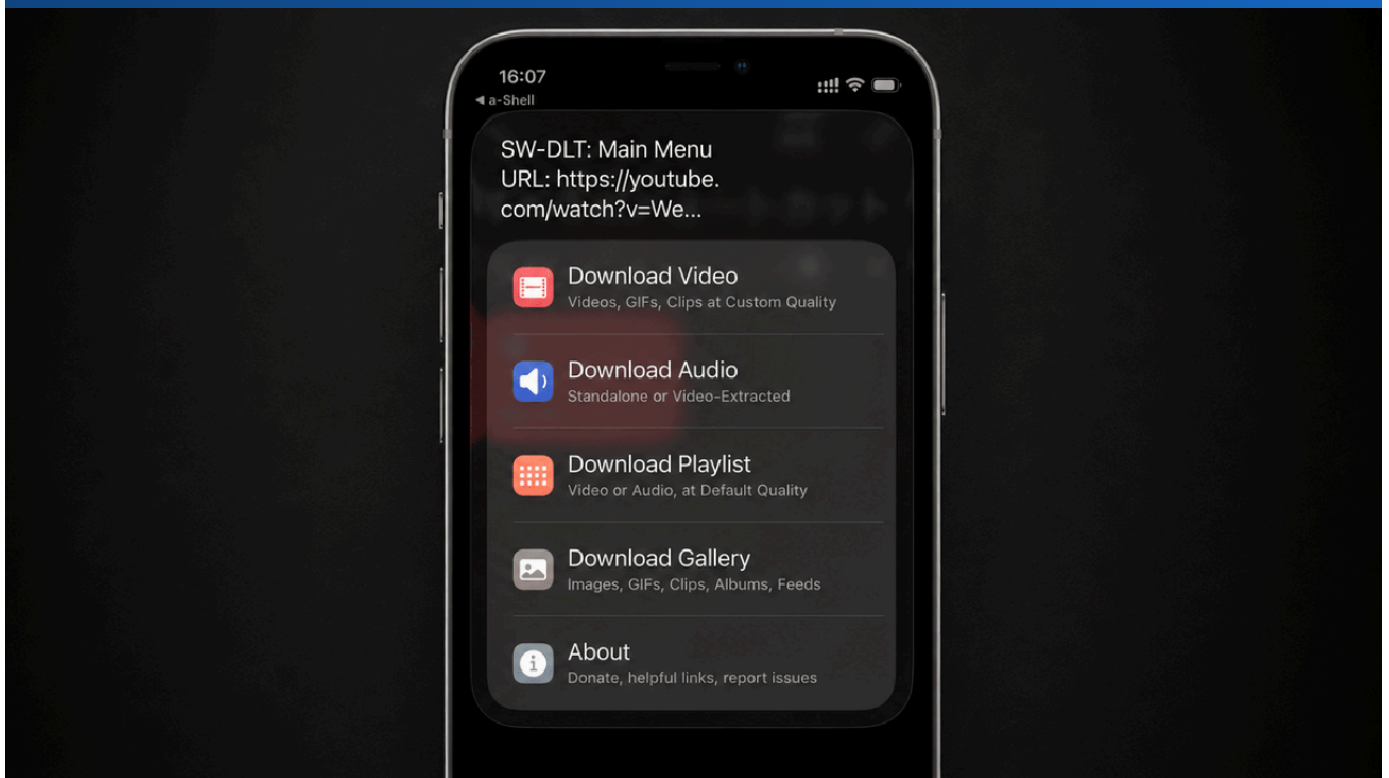 16:07
◀ a-Shell
SW-DLT: Main Menu
URL: https://youtube.
com/watch?v=We...
Download Video
Videos, GIFs, Clips at Custom Quality
Download Audio
Standalone or Video-Extracted
Download Playlist
Video or Audio, at Default Quality
Download Gallery
Images, GIFs, Clips, Albums, Feeds
About
Donate, helpful links, report issues